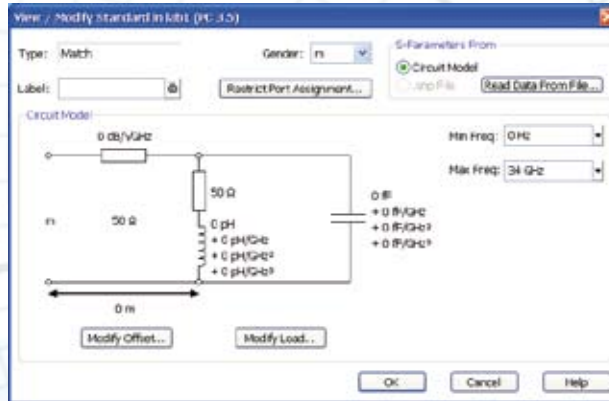 View / Modify Standard in lab1 (PC 3.5)
Type: Match
Gender: m
S-Parameters From
Circuit Model
.snp File
Read Data From File...
Label:
Restrict Port Assignment...
Circuit Model
0 dB/√GHz
Min Freq: 0 Hz
Max Freq: 34 GHz
50 Ω
m
50 Ω
0 pH
+ 0 pH/GHz
+ 0 pH/GHz²
+ 0 pH/GHz³
0 fF
+ 0 fF/GHz
+ 0 fF/GHz²
+ 0 fF/GHz³
0 m
Modify Offset...
Modify Load...
OK
Cancel
Help